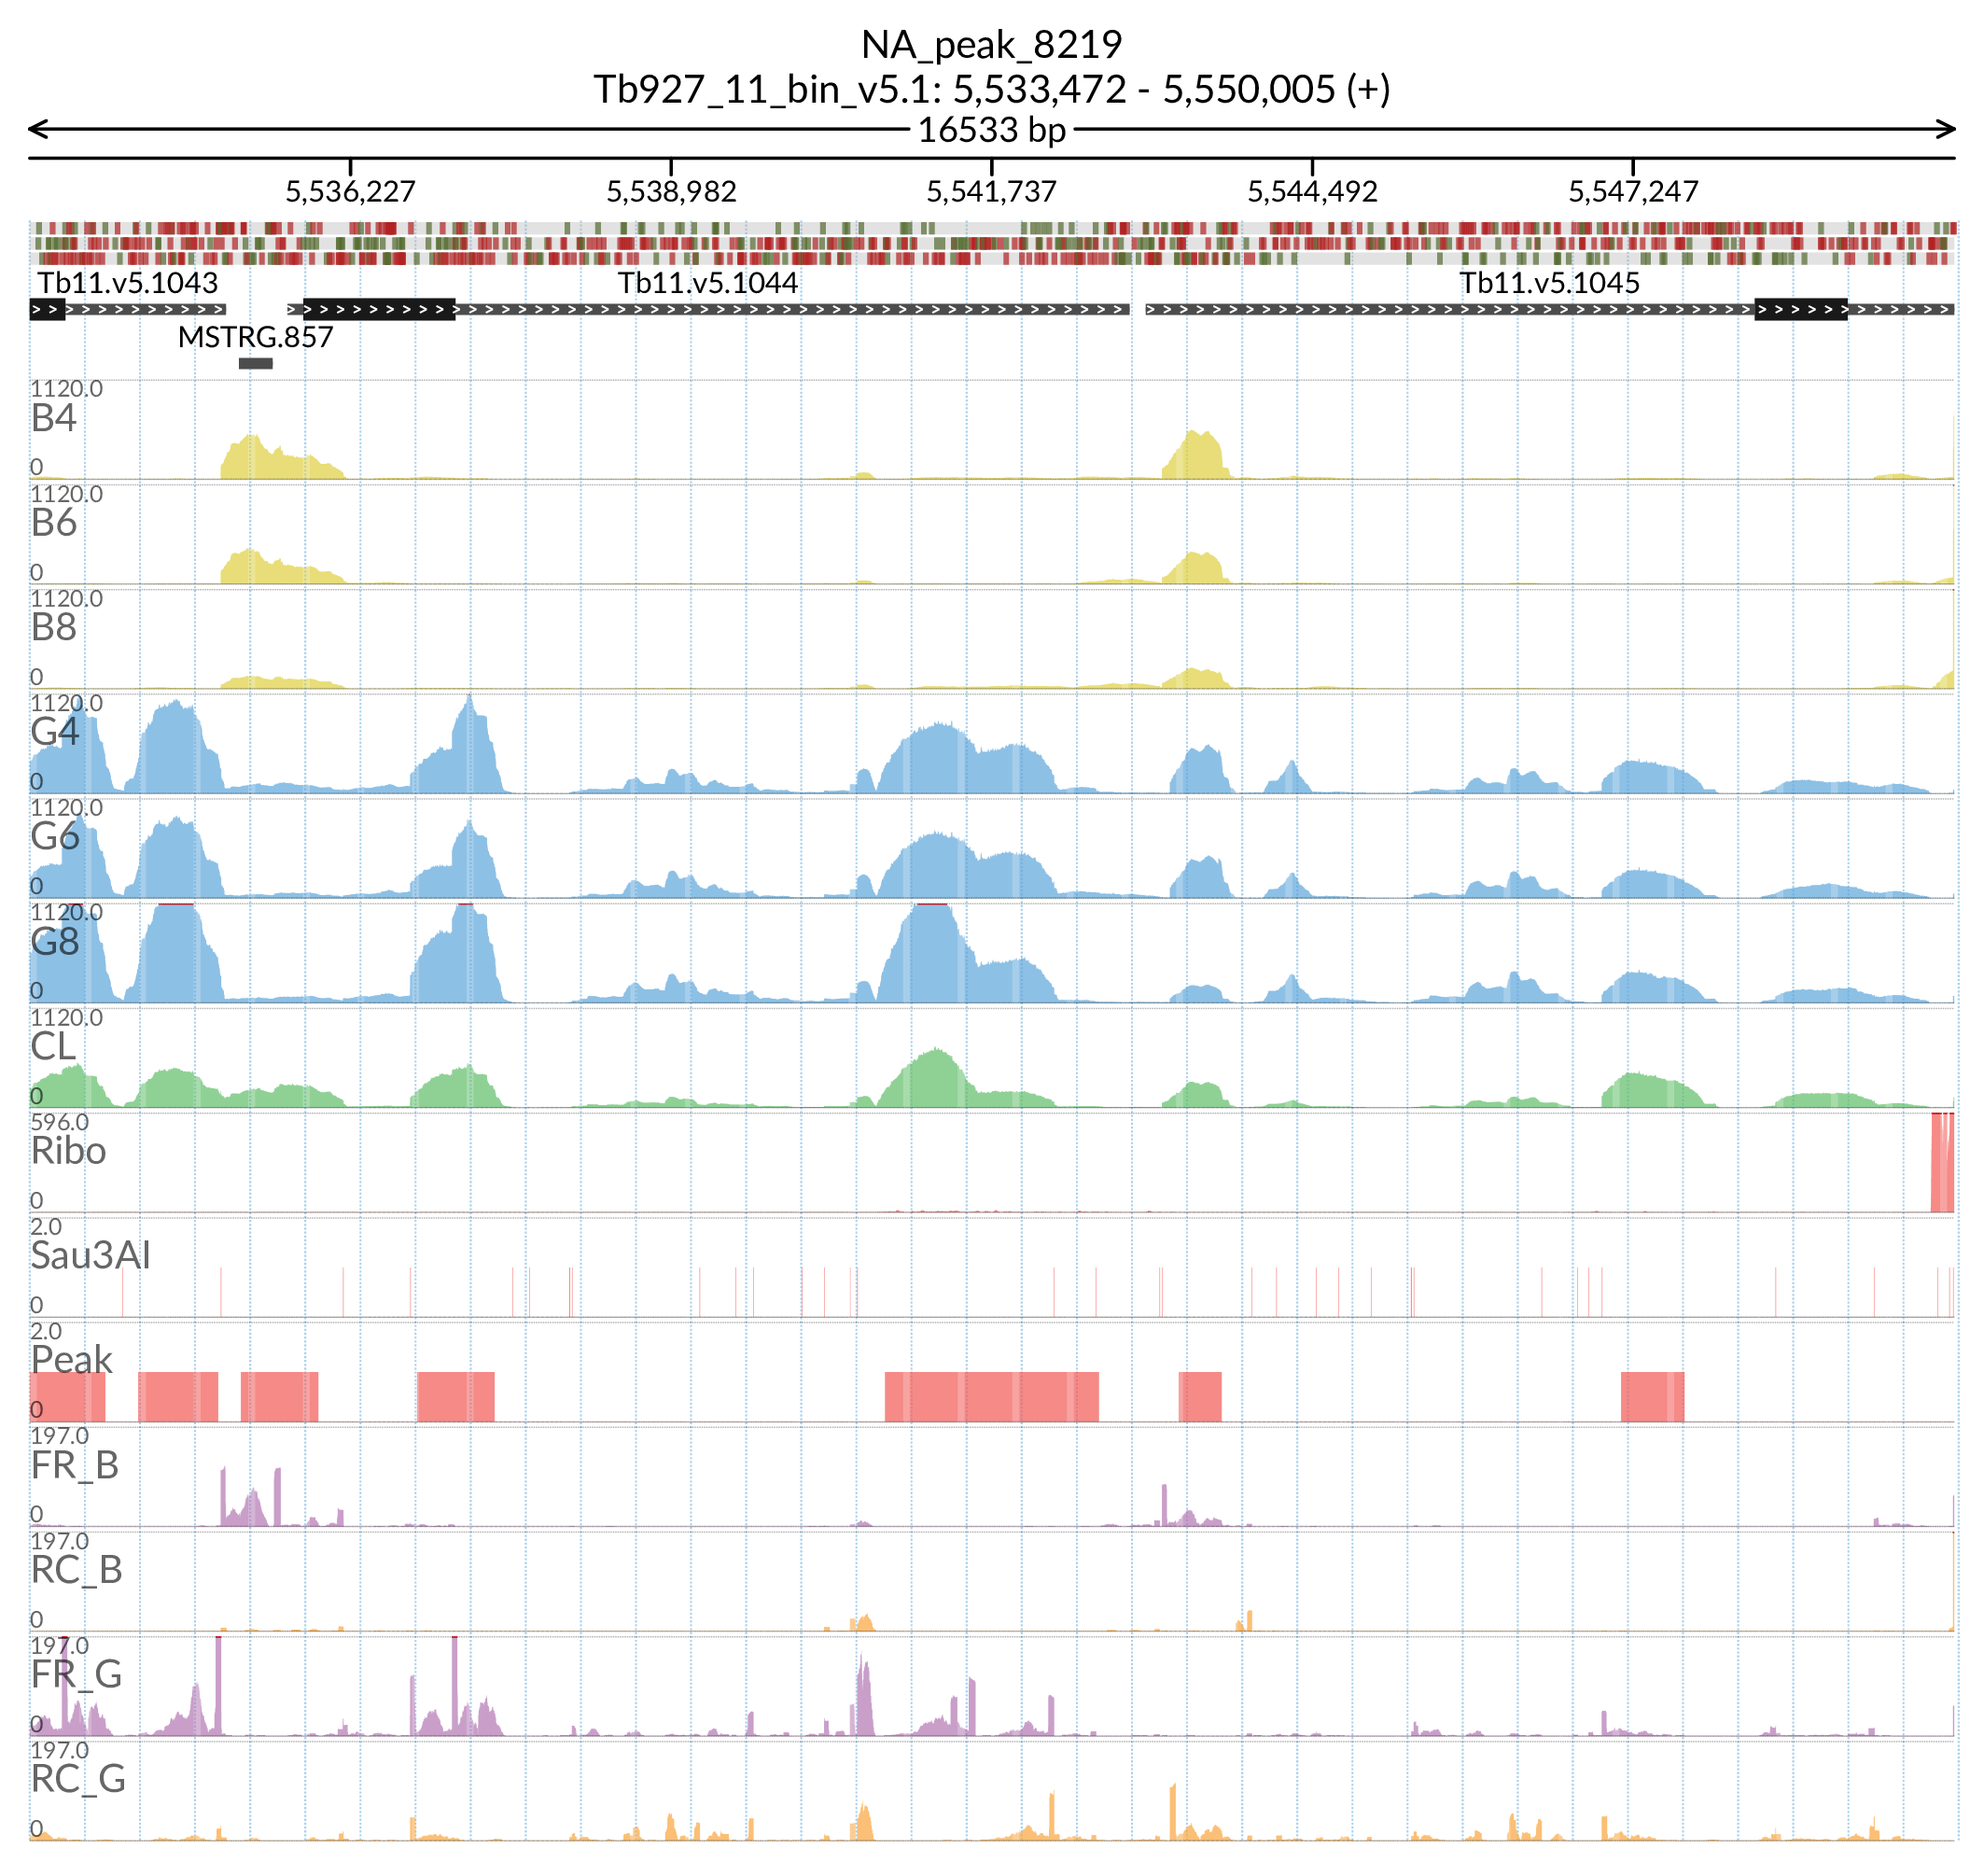 NA_peak_8219
Tb927_11_bin_v5.1: 5,533,472 - 5,550,005 (+)
16533 bp
5,536,227 5,538,982 5,541,737 5,544,492 5,547,247
Tb11.v5.1043 Tb11.v5.1044 Tb11.v5.1045
MSTRG.857
1120.0
B4
0
1120.0
B6
0
1120.0
B8
0
1120.0
G4
0
1120.0
G6
0
1120.0
G8
0
1120.0
CL
0
596.0
Ribo
0
2.0
Sau3AI
0
2.0
Peak
0
197.0
FR_B
0
197.0
RC_B
0
197.0
FR_G
0
197.0
RC_G
0